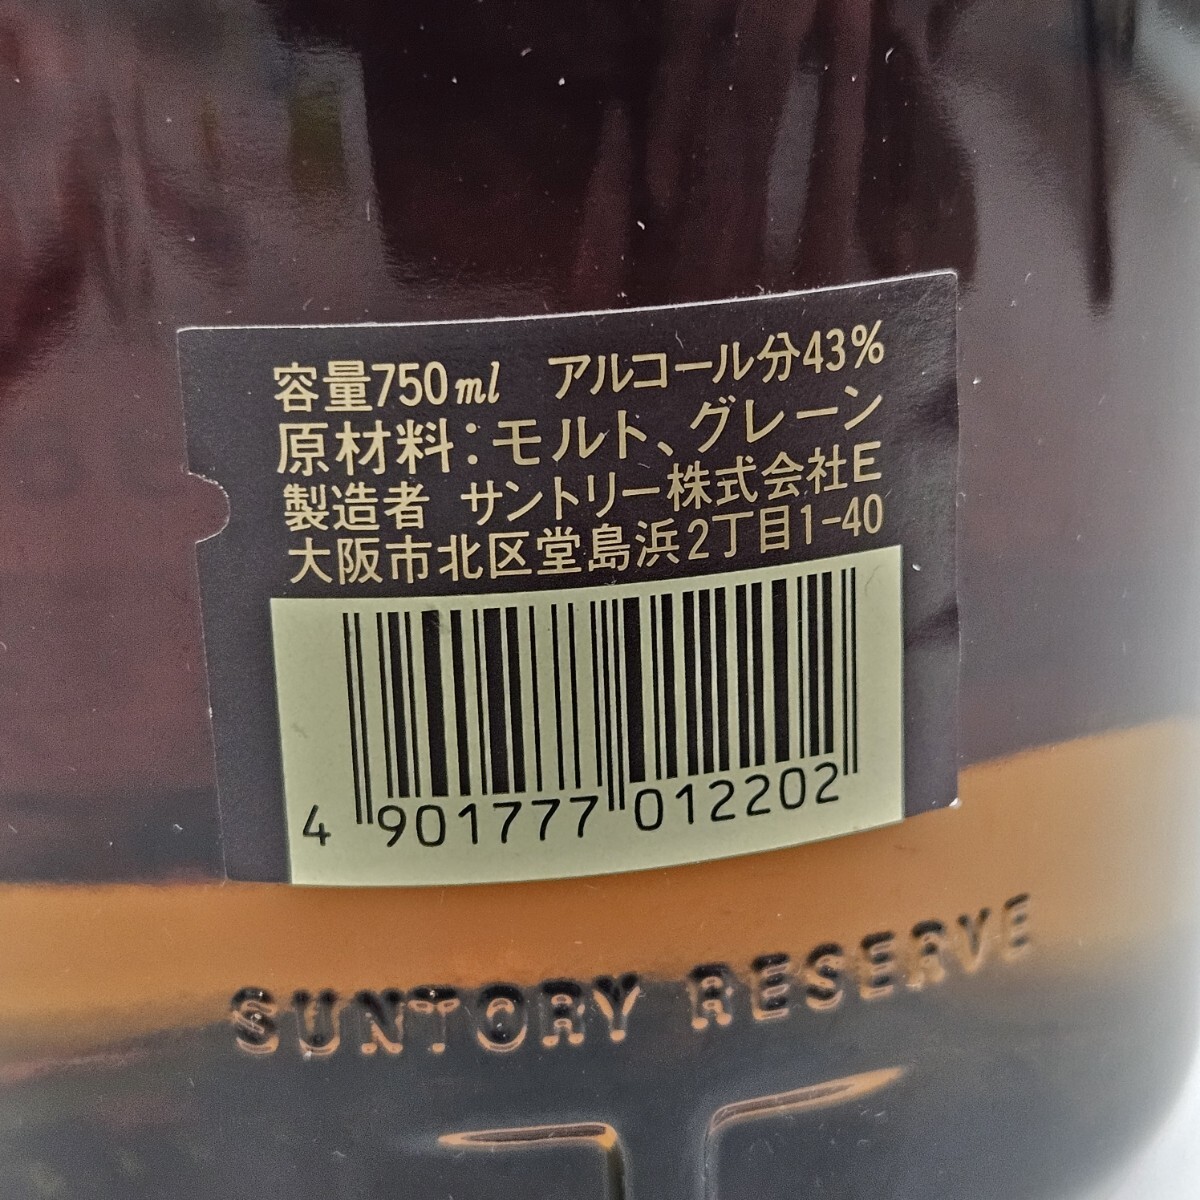 容量750ml アルコール分43%
原材料：モルト、グレーン
製造者 サントリー株式会社E
大阪市北区堂島浜2丁目1-40
4 901777 012202
SUNTORY RESERVE